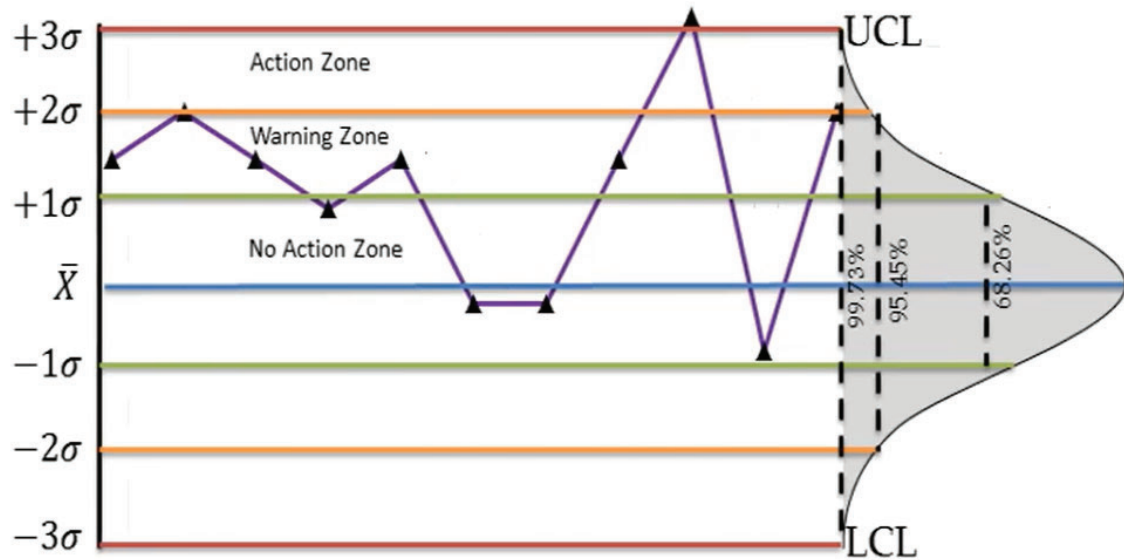 +3σ
UCL
Action Zone
+2σ
Warning Zone
+1σ
No Action Zone
X̄
99.73%
95.45%
68.26%
−1σ
−2σ
−3σ
LCL